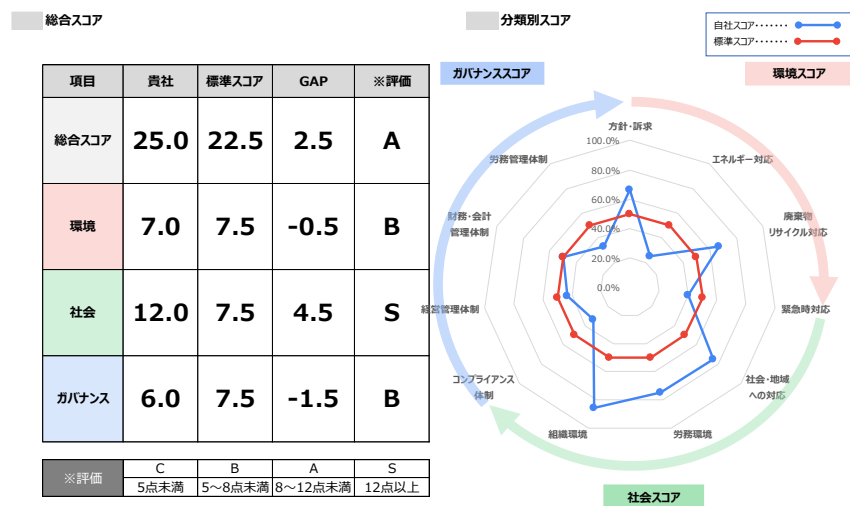 総合スコア
分類別スコア
自社スコア‥‥‥‥
標準スコア‥‥‥‥
項目 貴社 標準スコア GAP ※評価
総合スコア 25.0 22.5 2.5 A
環境 7.0 7.5 -0.5 B
社会 12.0 7.5 4.5 S
ガバナンス 6.0 7.5 -1.5 B
※評価
C B A S
5点未満 5～8点未満 8～12点未満 12点以上
ガバナンススコア
環境スコア
方針・訴求
100.0%
80.0%
60.0%
40.0%
20.0%
0.0%
エネルギー対応
廃棄物
リサイクル対応
緊急時対応
社会・地域
への対応
労務環境
組織環境
コンプライアンス
体制
経営管理体制
財務・会計
管理体制
労務管理体制
社会スコア